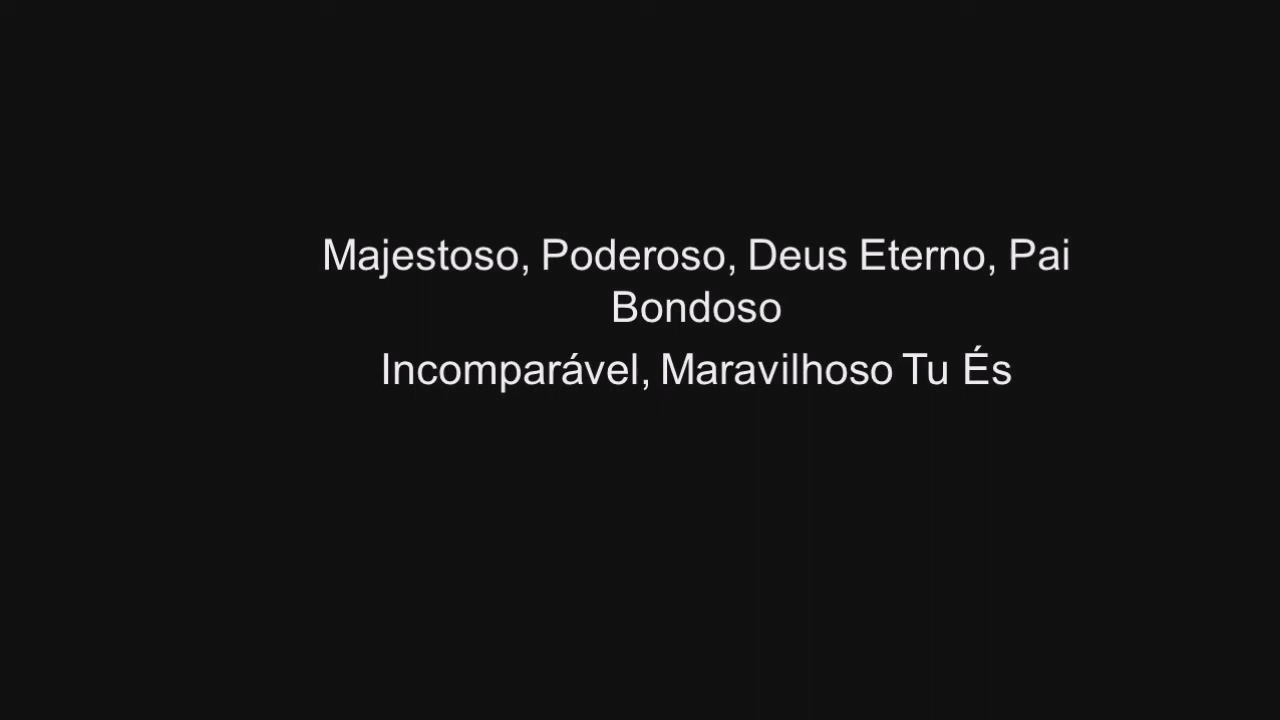 Majestoso, Poderoso, Deus Eterno, Pai
Bondoso
Incomparável, Maravilhoso Tu És